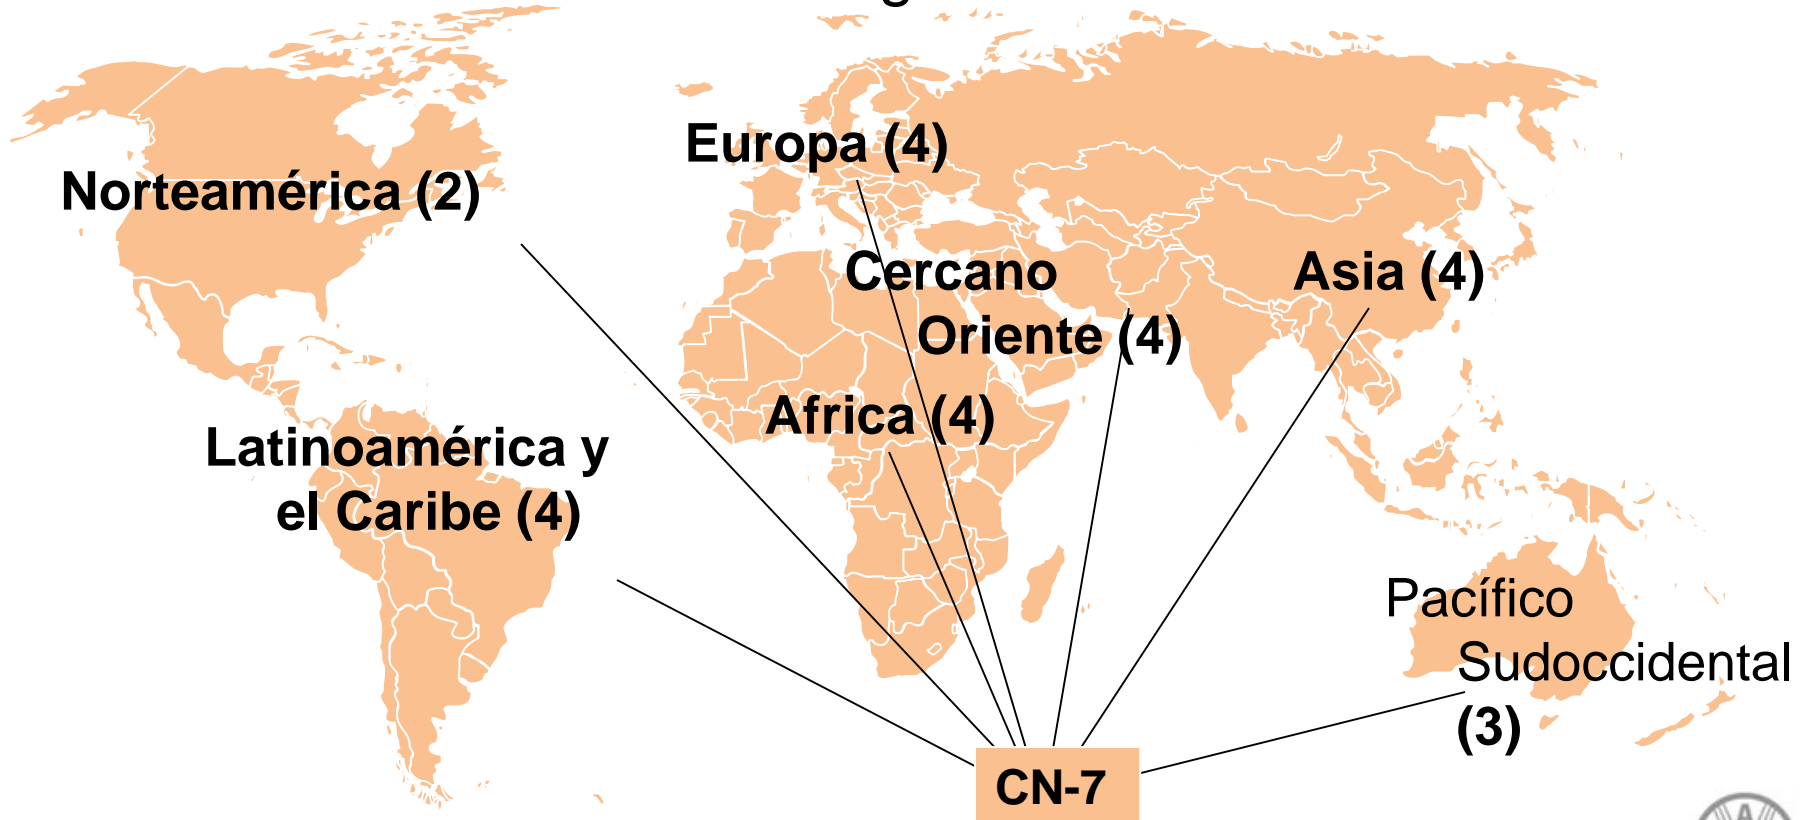 Europa (4)
Norteamérica (2)
Cercano
Oriente (4)
Asia (4)
Africa (4)
Latinoamérica y
el Caribe (4)
Pacífico
Sudoccidental
(3)
CN-7